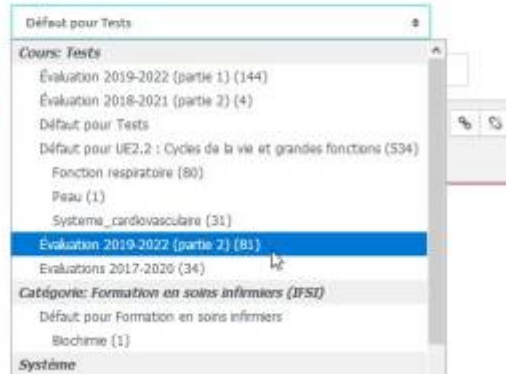 Défaut pour Tests
Cours: Tests
Évaluation 2019-2022 (partie 1) (144)
Évaluation 2018-2021 (partie 2) (4)
Défaut pour Tests
Défaut pour UE2.2 : Cycles de la vie et grandes fonctions (534)
Fonction respiratoire (80)
Peau (1)
Systeme_cardiovasculaire (31)
Évaluation 2019-2022 (partie 2) (81)
Evaluations 2017-2020 (34)
Catégorie: Formation en soins infirmiers (IFSI)
Défaut pour Formation en soins infirmiers
Biochimie (1)
Système